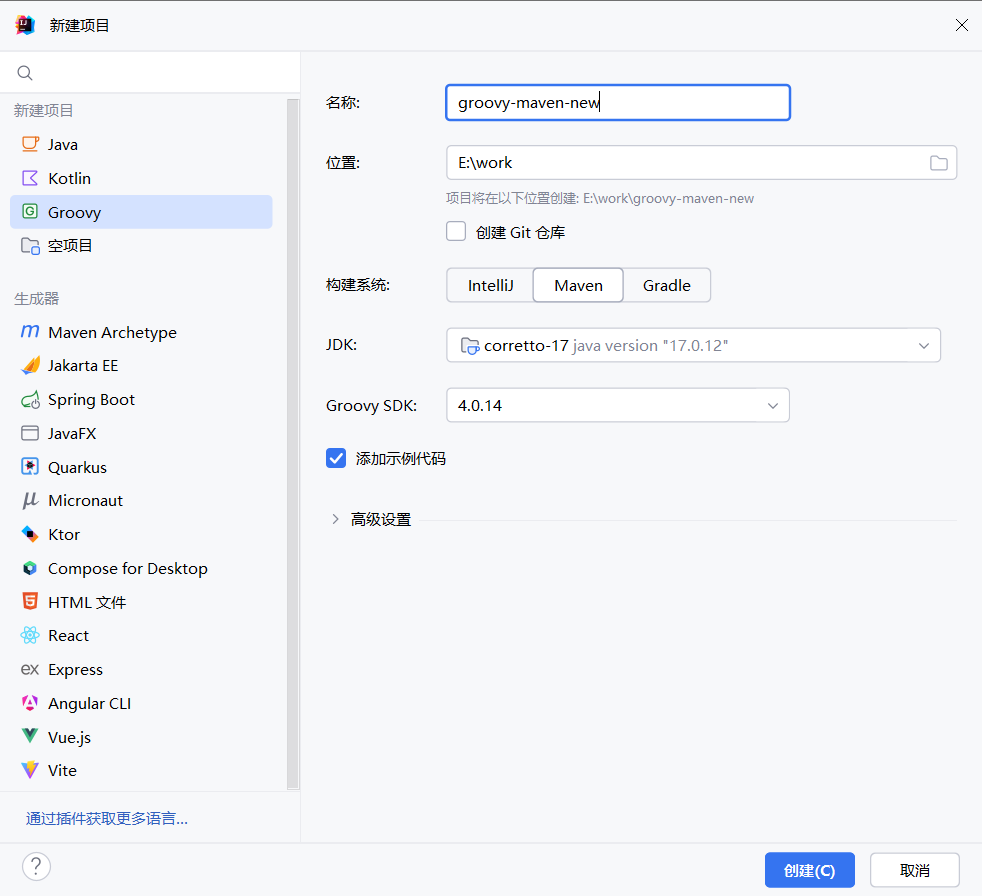 新建项目
新建项目
Java
Kotlin
Groovy
空项目
生成器
Maven Archetype
Jakarta EE
Spring Boot
JavaFX
Quarkus
Micronaut
Ktor
Compose for Desktop
HTML 文件
React
Express
Angular CLI
Vue.js
Vite
通过插件获取更多语言...
名称: groovy-maven-new
位置: E:\work
项目将在以下位置创建: E:\work\groovy-maven-new
创建 Git 仓库
构建系统: IntelliJ Maven Gradle
JDK: corretto-17 java version "17.0.12"
Groovy SDK: 4.0.14
添加示例代码
高级设置
? 创建(C) 取消